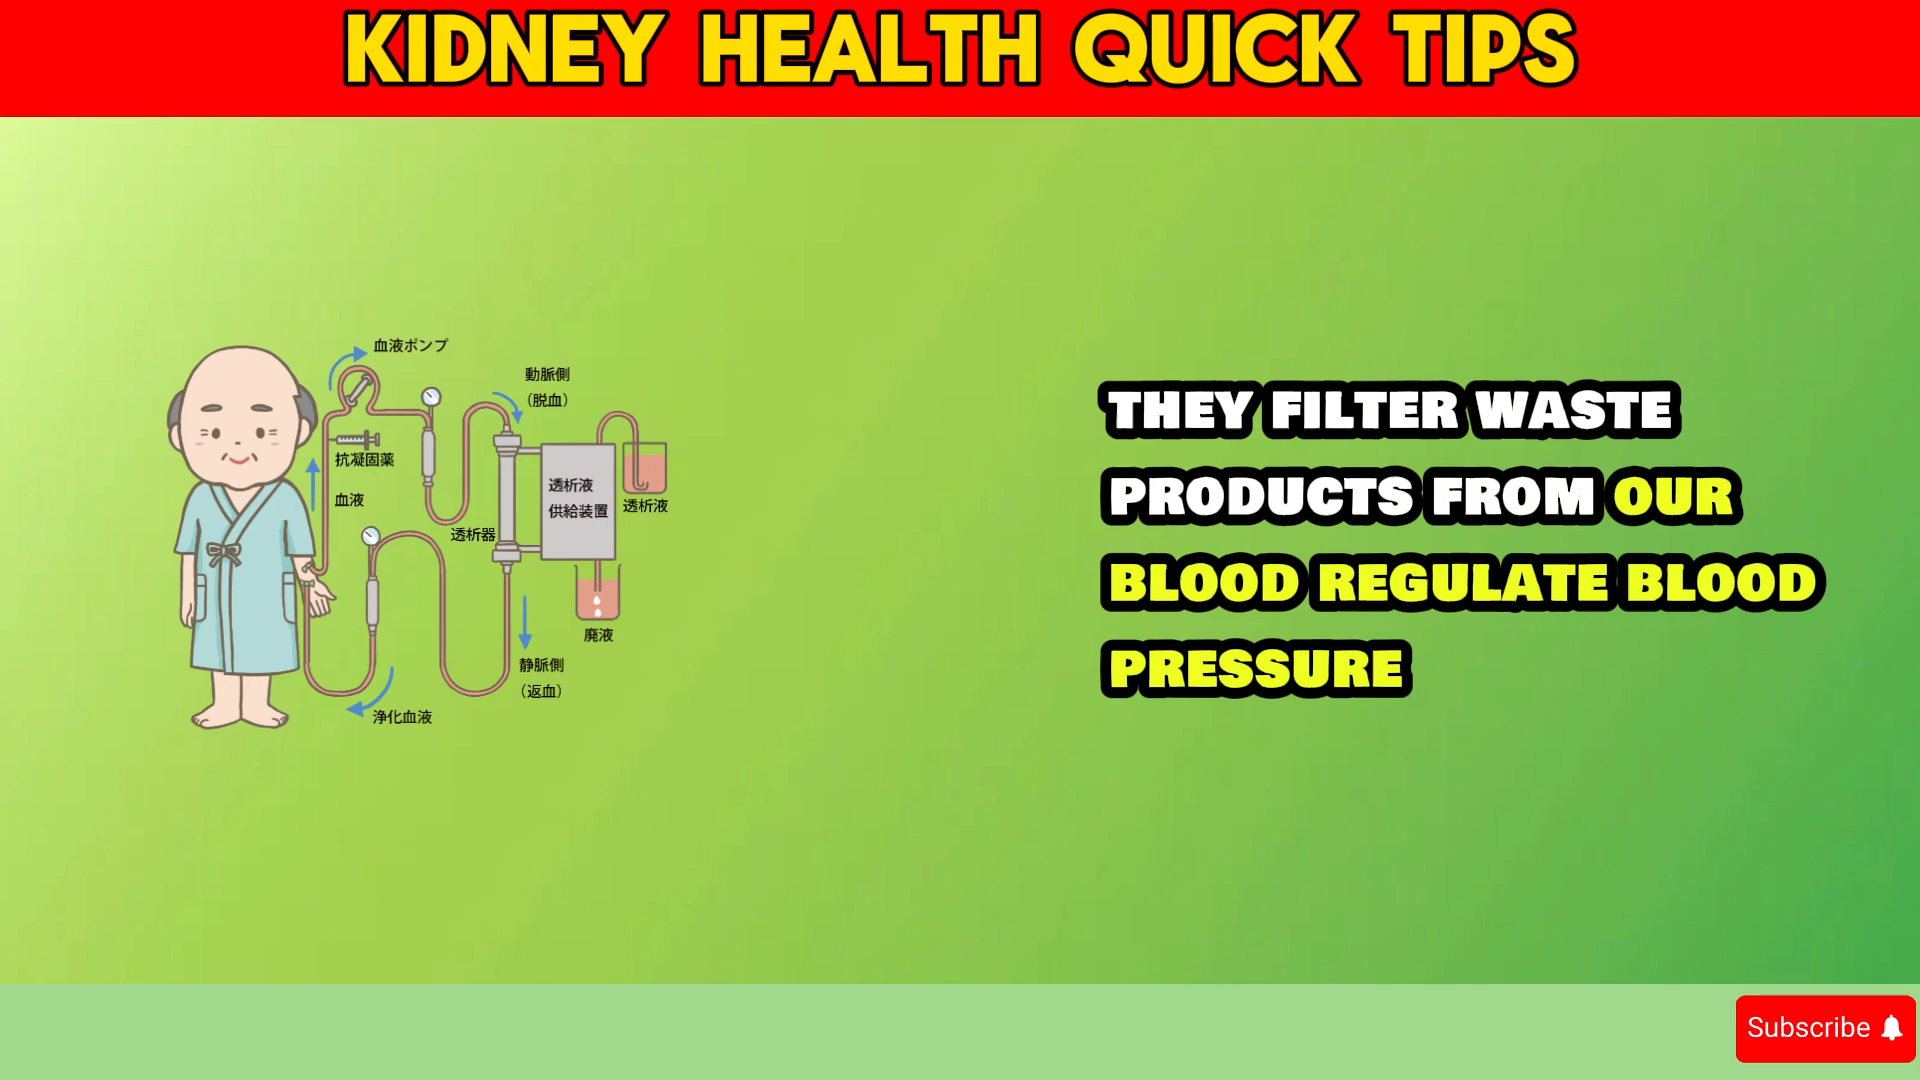 KIDNEY HEALTH QUICK TIPS
血液ポンプ
動脈側
（脱血）
抗凝固薬
血液
透析液
供給装置
透析液
透析器
廃液
静脈側
（返血）
浄化血液
THEY FILTER WASTE
PRODUCTS FROM OUR
BLOOD REGULATE BLOOD
PRESSURE
Subscribe